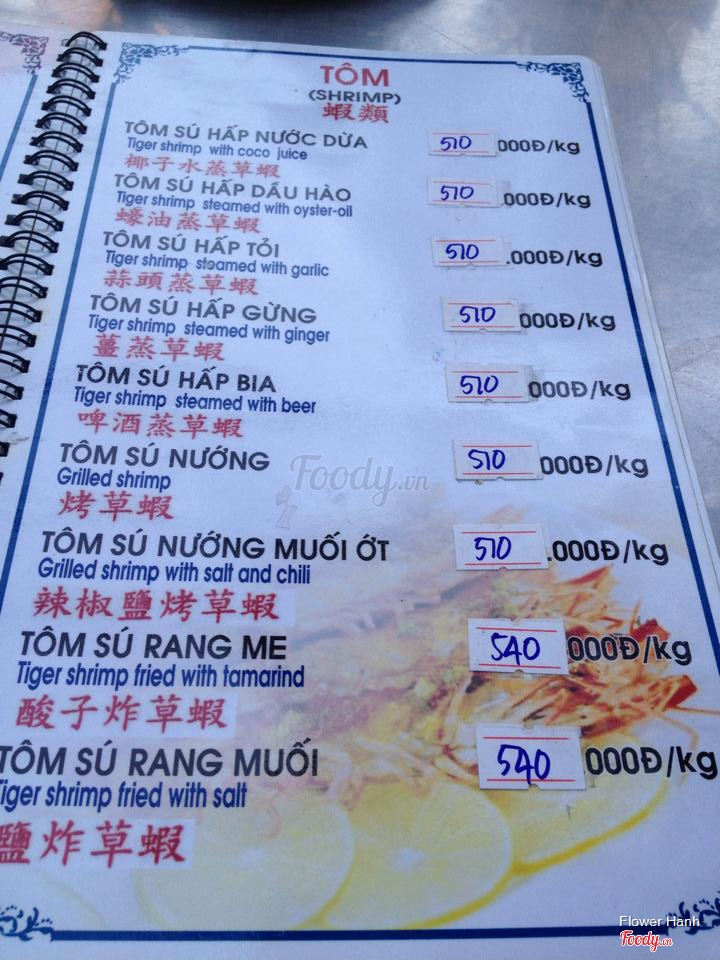 TÔM
(SHRIMP)
蝦類
TÔM SÚ HẤP NƯỚC DỪA 510 000Đ/kg
Tiger shrimp with coco juice
椰子水蒸草蝦
TÔM SÚ HẤP DẦU HÀO 510 .000Đ/kg
Tiger shrimp steamed with oyster-oil
蠔油蒸草蝦
TÔM SÚ HẤP TỎI 510 .000Đ/kg
Tiger shrimp steamed with garlic
蒜頭蒸草蝦
TÔM SÚ HẤP GỪNG 510 000Đ/kg
Tiger shrimp steamed with ginger
薑蒸草蝦
TÔM SÚ HẤP BIA 510 000Đ/kg
Tiger shrimp steamed with beer
啤酒蒸草蝦
TÔM SÚ NƯỚNG 510 000Đ/kg
Grilled shrimp
烤草蝦
Foody.vn
TÔM SÚ NƯỚNG MUỐI ỚT 510 .000Đ/kg
Grilled shrimp with salt and chili
辣椒鹽烤草蝦
TÔM SÚ RANG ME 540 000Đ/kg
Tiger shrimp fried with tamarind
酸子炸草蝦
TÔM SÚ RANG MUỐI 540 000Đ/kg
Tiger shrimp fried with salt
鹽炸草蝦
Flower Hanh
Foody.vn